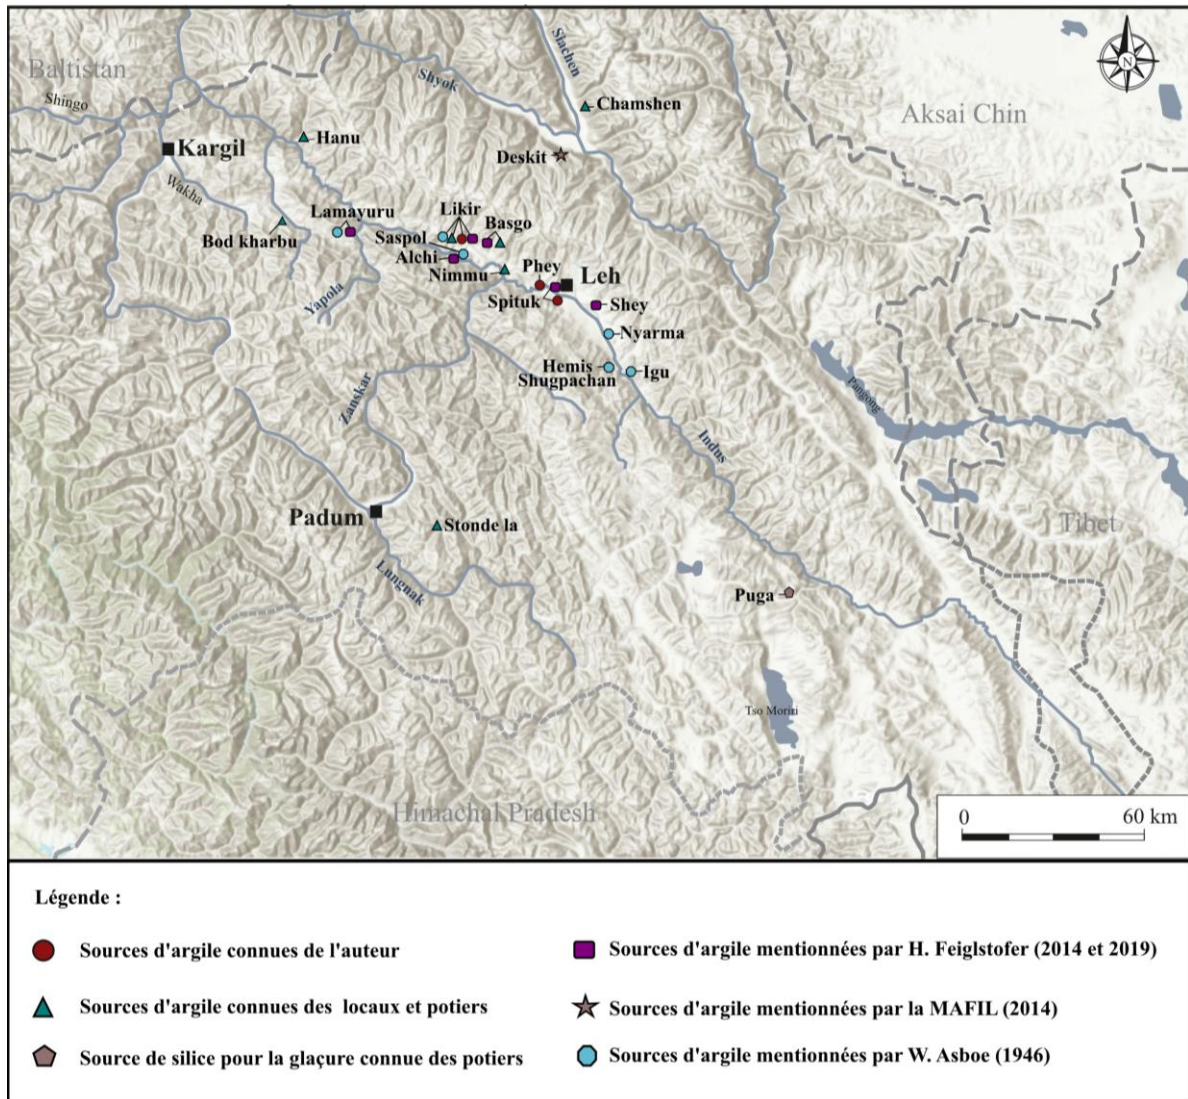 Baltistan
Shingo
Kargil
Wakha
Hanu
Bod kharbu
Lamayuru
Yapola
Shyok
Siachen
Chamshen
Deskit
N
Aksai Chin
Likir
Basgo
Saspol
Alchi
Nimmu
Phey
Leh
Spituk
Shey
Nyarma
Hemis
Shugpachan
Igu
Zanskar
Indus
Pangong
Padum
Stonde la
Lungnak
Tibet
Puga
Tso Moriri
Himachal Pradesh
0 60 km
Légende :
Sources d'argile connues de l'auteur
Sources d'argile connues des locaux et potiers
Source de silice pour la glaçure connue des potiers
Sources d'argile mentionnées par H. Feiglstofer (2014 et 2019)
Sources d'argile mentionnées par la MAFIL (2014)
Sources d'argile mentionnées par W. Asboe (1946)